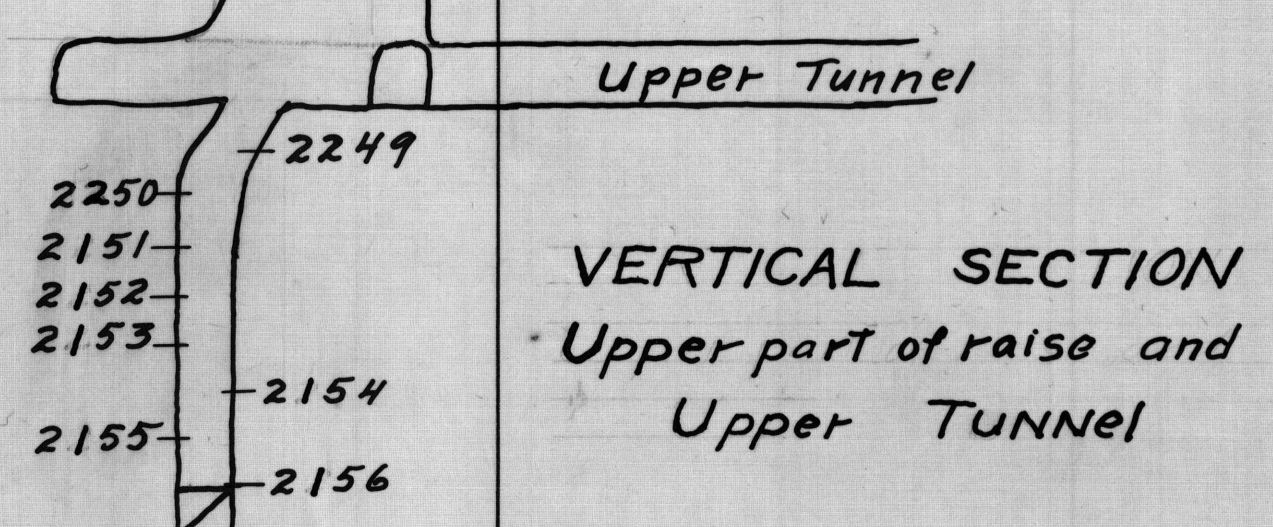 Upper Tunnel
2249
2250
2151
2152
2153
2154
2155
2156
VERTICAL SECTION
Upper part of raise and
Upper TUNNel